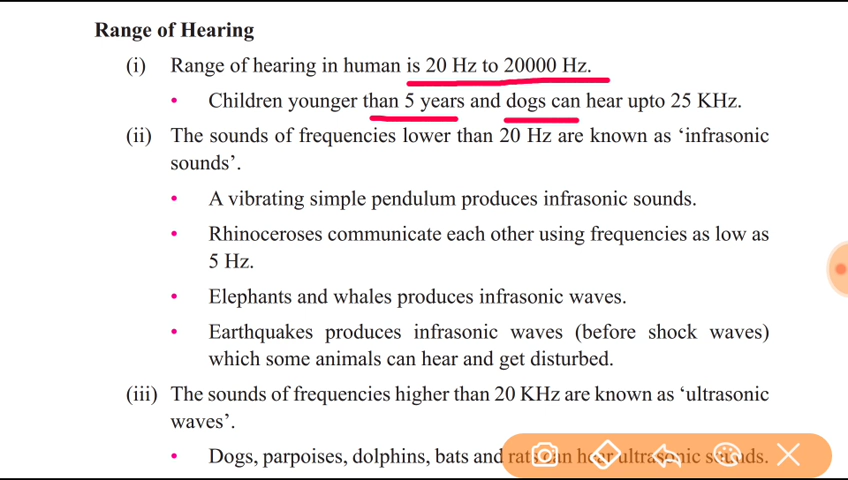 Range of Hearing
(i) Range of hearing in human is 20 Hz to 20000 Hz.
• Children younger than 5 years and dogs can hear upto 25 KHz.
(ii) The sounds of frequencies lower than 20 Hz are known as ‘infrasonic
sounds’.
• A vibrating simple pendulum produces infrasonic sounds.
• Rhinoceroses communicate each other using frequencies as low as
5 Hz.
• Elephants and whales produces infrasonic waves.
• Earthquakes produces infrasonic waves (before shock waves)
which some animals can hear and get disturbed.
(iii) The sounds of frequencies higher than 20 KHz are known as ‘ultrasonic
waves’.
• Dogs, parpoises, dolphins, bats and rats can hear ultrasonic sounds.